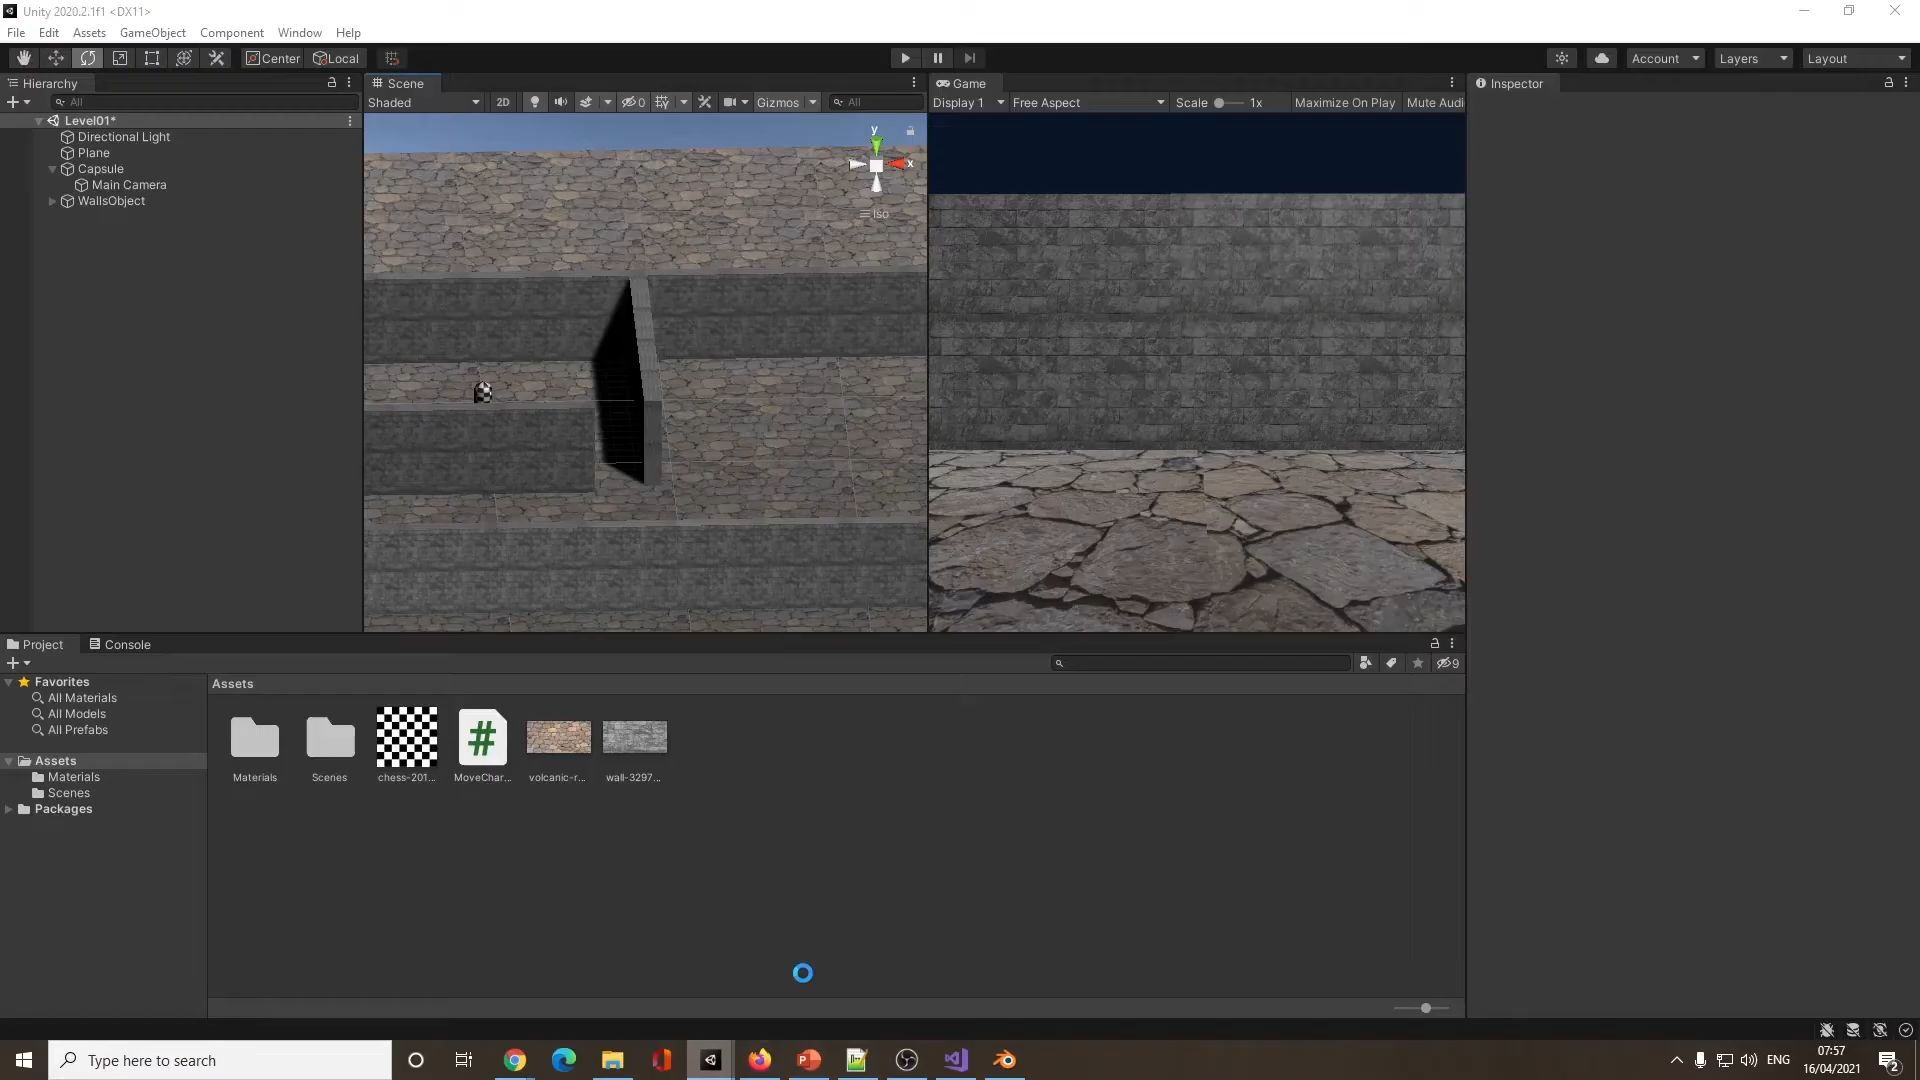 Unity 2020.2.1f1 <DX11>
File Edit Assets GameObject Component Window Help
Center Local Account Layers Layout
Hierarchy Scene Game Inspector
All Shaded 2D 0 Gizmos All Display 1 Free Aspect Scale 1x Maximize On Play Mute Audi
Level01*
Directional Light
Plane
Capsule
Main Camera
WallsObject
y
x
Iso
Project Console
9
Favorites
All Materials
All Models
All Prefabs
Assets
Materials
Scenes
Packages
Assets
Materials Scenes chess-201... MoveChar... volcanic-r... wall-3297...
Type here to search
ENG
07:57
16/04/2021
2